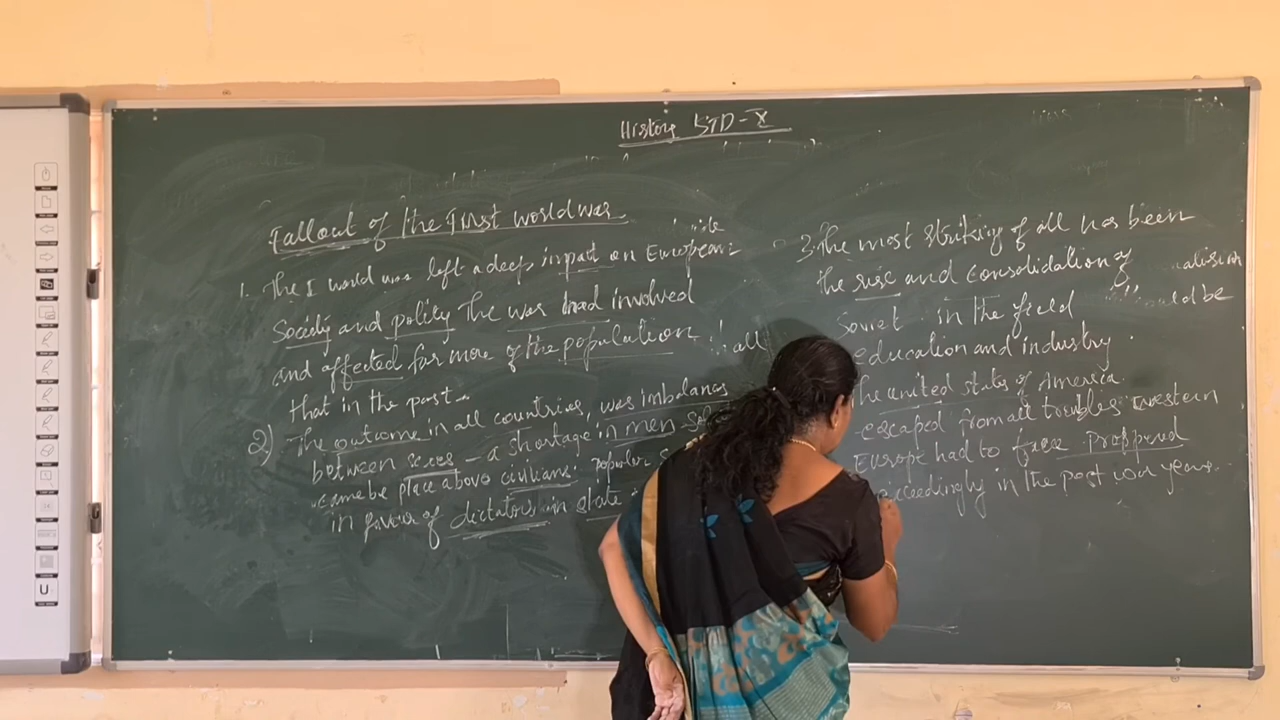 History STD - X
Fallout of the First world war
1. The I world was left a deep impact on European
Society and polity The was had involved
and affected far more of the population all
that in the past
2) The outcome in all countries, was imbalances
between sexes - a shortage in men
came be place above civilians. popular
in favour of dictators in state
3. The most striking of all has been
the rise and consolidation of
Soviet in the field
education and industry.
The united states of America
escaped from all troubles western
Europe had to face Prospered
exceedingly in the post war years.
U